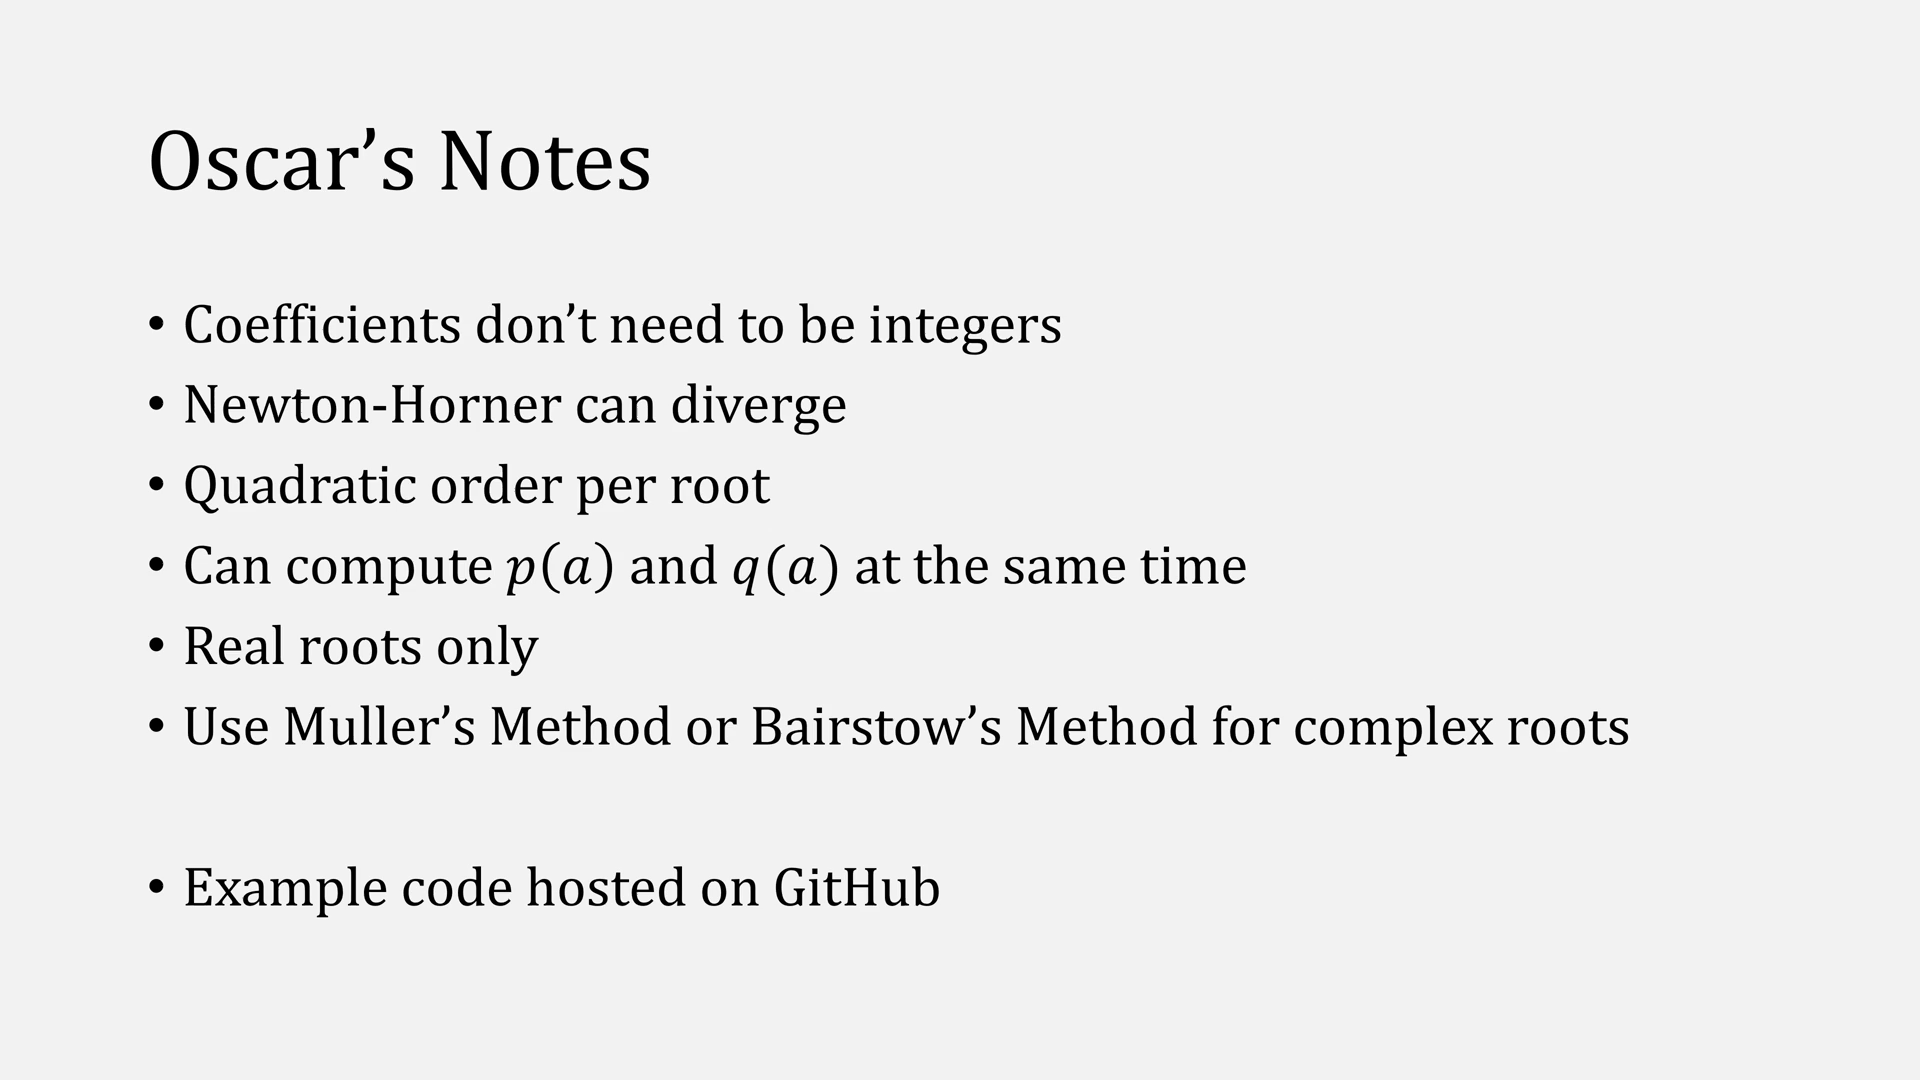 Oscar’s Notes
• Coefficients don’t need to be integers
• Newton-Horner can diverge
• Quadratic order per root
• Can compute p(a) and q(a) at the same time
• Real roots only
• Use Muller’s Method or Bairstow’s Method for complex roots
• Example code hosted on GitHub